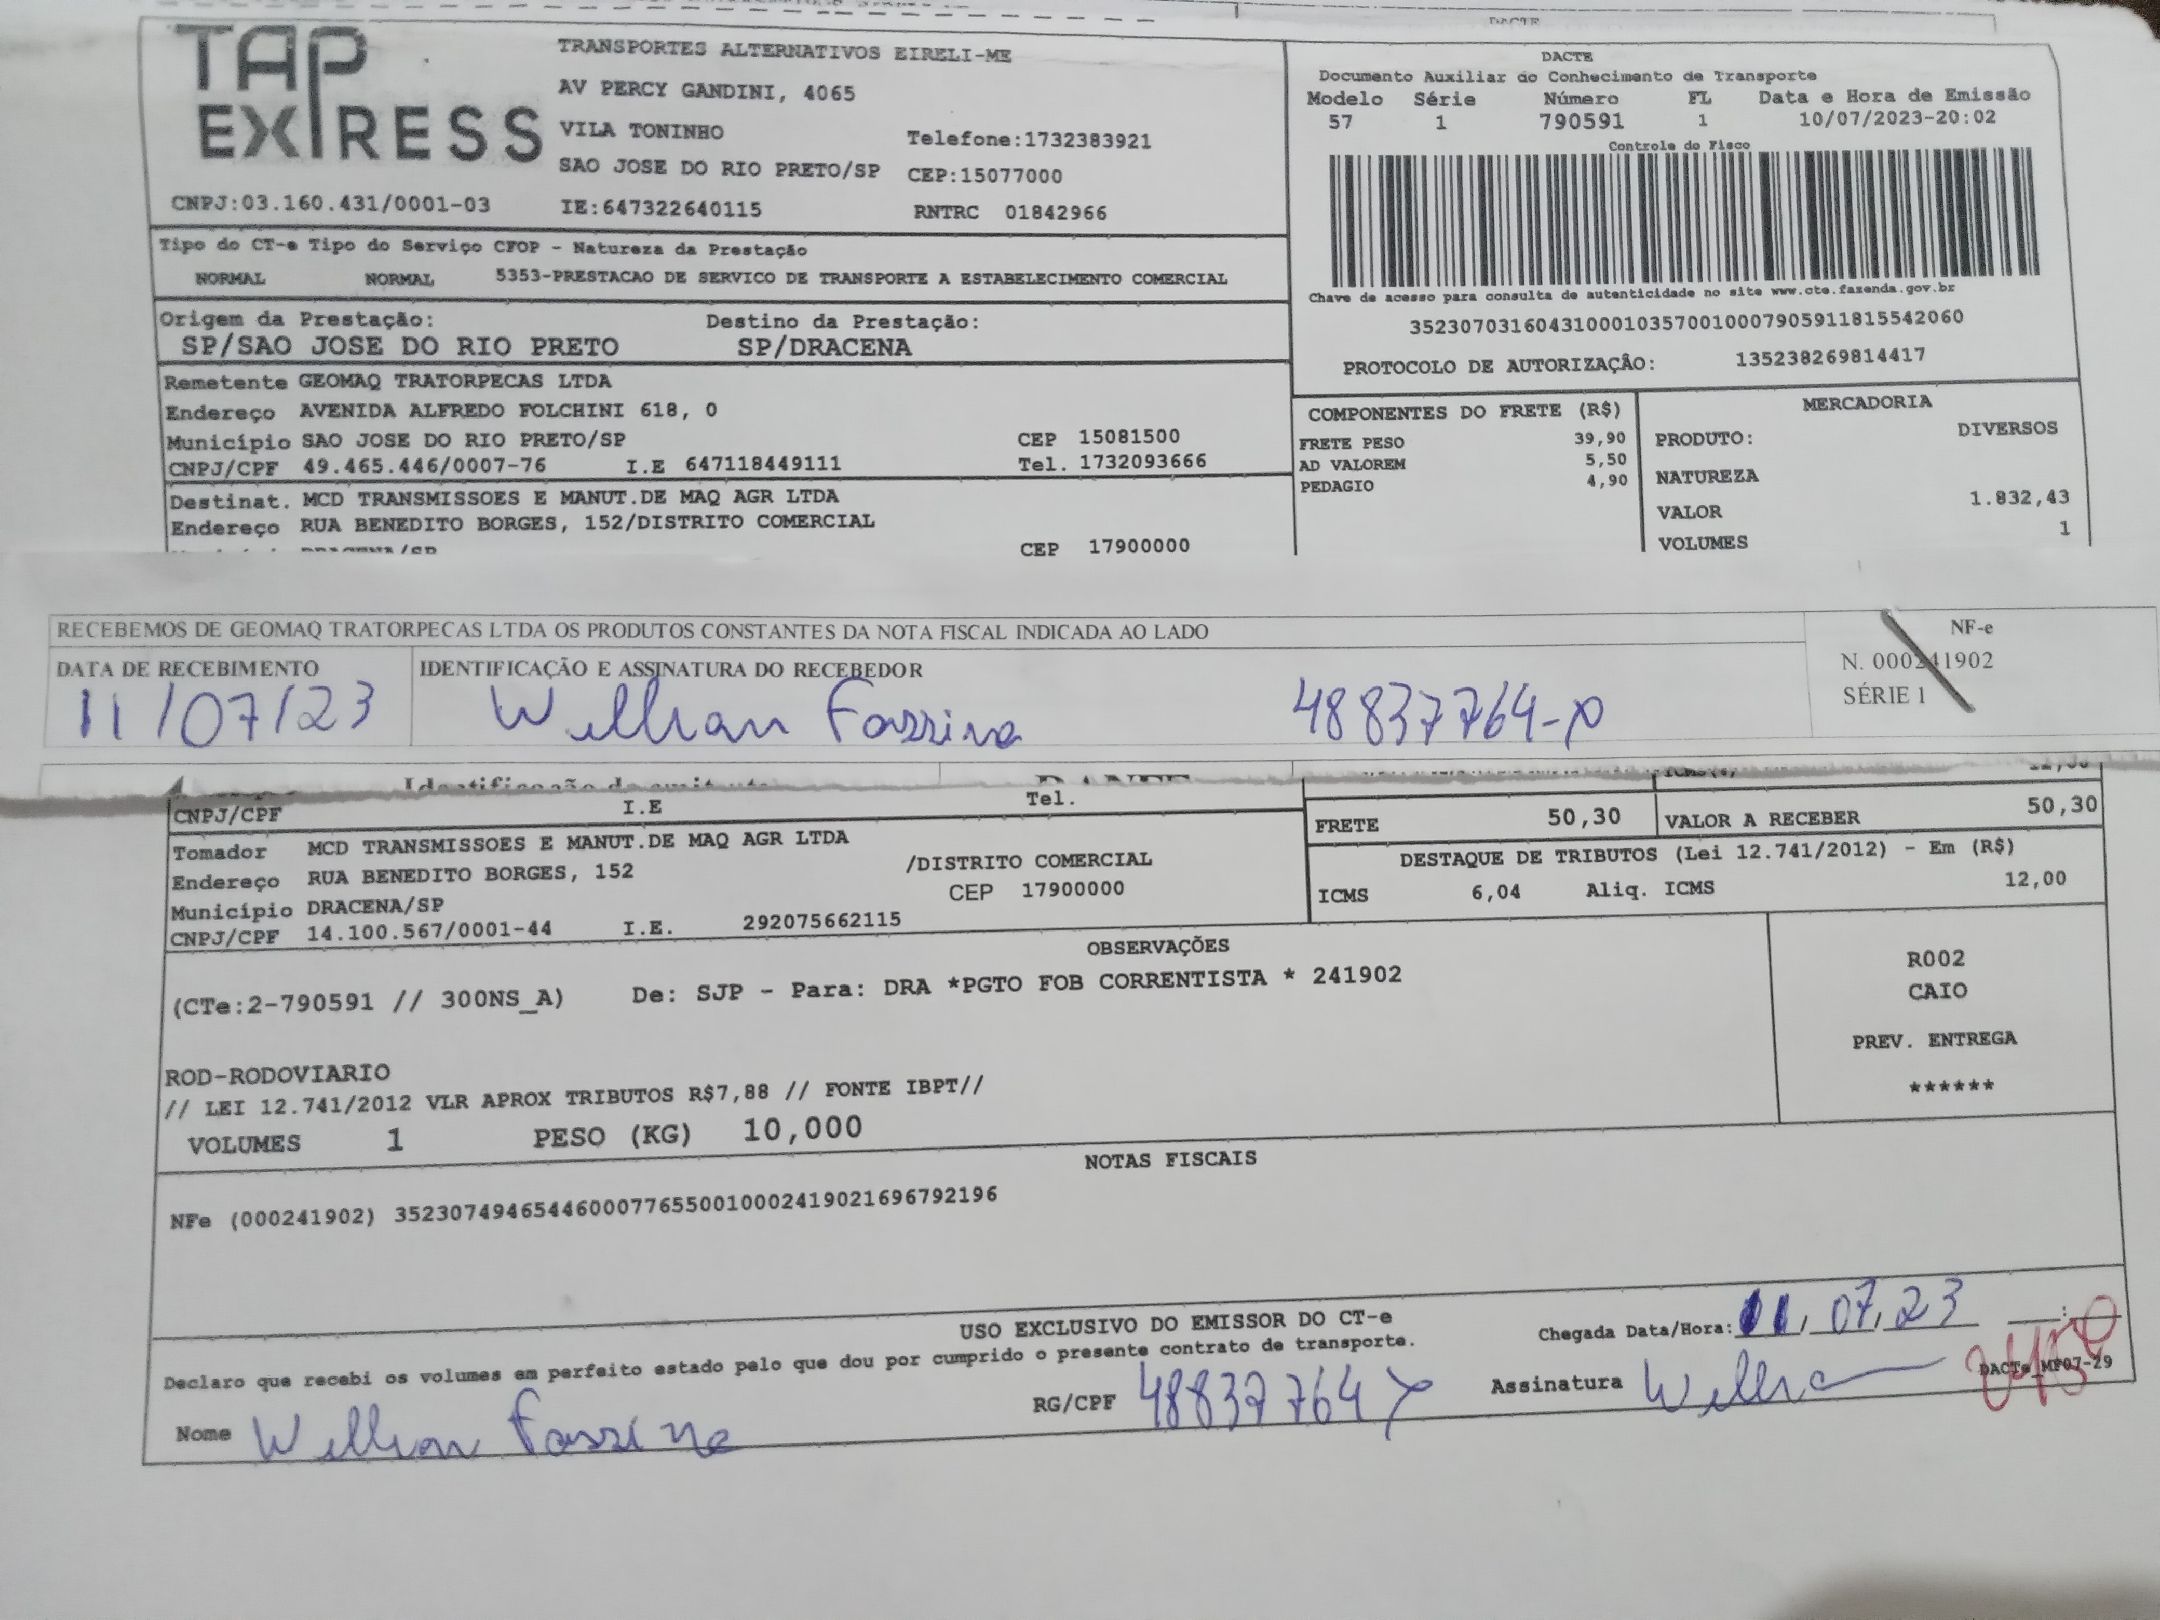 DACTE
TAP EXPRESS
TRANSPORTES ALTERNATIVOS EIRELI-ME
AV PERCY GANDINI, 4065
VILA TONINHO Telefone:1732383921
SAO JOSE DO RIO PRETO/SP CEP:15077000
CNPJ:03.160.431/0001-03 IE:647322640115 RNTRC 01842966
DACTE
Documento Auxiliar do Conhecimento de Transporte
Modelo Série Número FL Data e Hora de Emissão
57 1 790591 1 10/07/2023-20:02
Controle do Fisco
Chave de acesso para consulta de autenticidade no site www.cte.fazenda.gov.br
35230703160431000103570010007905911815542060
PROTOCOLO DE AUTORIZAÇÃO: 135238269814417
Tipo do CT-e Tipo do Serviço CFOP - Natureza da Prestação
NORMAL NORMAL 5353-PRESTACAO DE SERVICO DE TRANSPORTE A ESTABELECIMENTO COMERCIAL
Origem da Prestação: Destino da Prestação:
SP/SAO JOSE DO RIO PRETO SP/DRACENA
Remetente GEOMAQ TRATORPECAS LTDA
Endereço AVENIDA ALFREDO FOLCHINI 618, 0
Município SAO JOSE DO RIO PRETO/SP CEP 15081500
CNPJ/CPF 49.465.446/0007-76 I.E 647118449111 Tel. 1732093666
Destinat. MCD TRANSMISSOES E MANUT.DE MAQ AGR LTDA
Endereço RUA BENEDITO BORGES, 152/DISTRITO COMERCIAL
DRACENA/SP CEP 17900000
COMPONENTES DO FRETE (R$)
FRETE PESO 39,90
AD VALOREM 5,50
PEDAGIO 4,90
MERCADORIA
PRODUTO: DIVERSOS
NATUREZA
VALOR 1.832,43
VOLUMES 1
RECEBEMOS DE GEOMAQ TRATORPECAS LTDA OS PRODUTOS CONSTANTES DA NOTA FISCAL INDICADA AO LADO
NF-e
N. 000241902
SÉRIE 1
DATA DE RECEBIMENTO IDENTIFICAÇÃO E ASSINATURA DO RECEBEDOR
11/07/23 Willian Fassina 48837764-x
CNPJ/CPF I.E Tel.
FRETE 50,30 VALOR A RECEBER 50,30
Tomador MCD TRANSMISSOES E MANUT.DE MAQ AGR LTDA
Endereço RUA BENEDITO BORGES, 152 /DISTRITO COMERCIAL
CEP 17900000
Município DRACENA/SP
CNPJ/CPF 14.100.567/0001-44 I.E. 292075662115
DESTAQUE DE TRIBUTOS (Lei 12.741/2012) - Em (R$)
ICMS 6,04 Aliq. ICMS 12,00
OBSERVAÇÕES
(CTe:2-790591 // 300NS_A) De: SJP - Para: DRA *PGTO FOB CORRENTISTA * 241902
R002
CAIO
PREV. ENTREGA
******
ROD-RODOVIARIO
// LEI 12.741/2012 VLR APROX TRIBUTOS R$7,88 // FONTE IBPT//
VOLUMES 1 PESO (KG) 10,000
NOTAS FISCAIS
NFe (000241902) 35230749465446000776550010002419021696792196
USO EXCLUSIVO DO EMISSOR DO CT-e
Declaro que recebi os volumes em perfeito estado pelo que dou por cumprido o presente contrato de transporte.
Chegada Data/Hora: 11, 07, 23 :
Nome Willian Fassina RG/CPF 48837764 x Assinatura Willian
DACTe_MF07-29